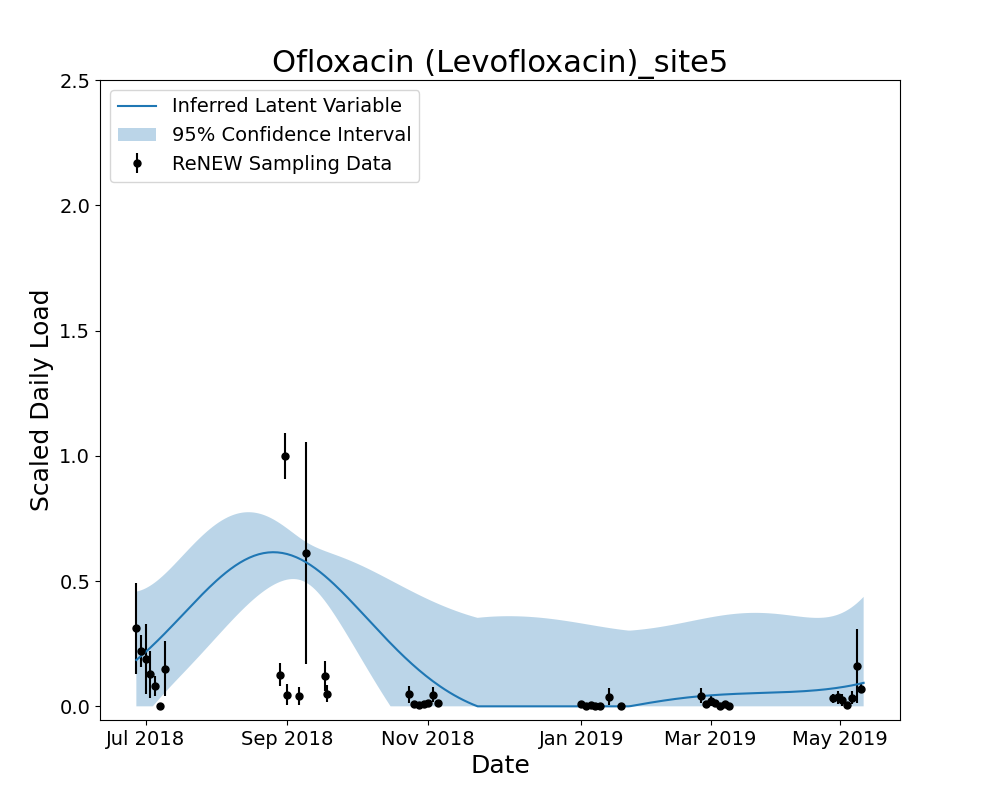 Ofloxacin (Levofloxacin)_site5
Inferred Latent Variable
95% Confidence Interval
ReNEW Sampling Data
Scaled Daily Load
2.5
2.0
1.5
1.0
0.5
0.0
Jul 2018 Sep 2018 Nov 2018 Jan 2019 Mar 2019 May 2019
Date